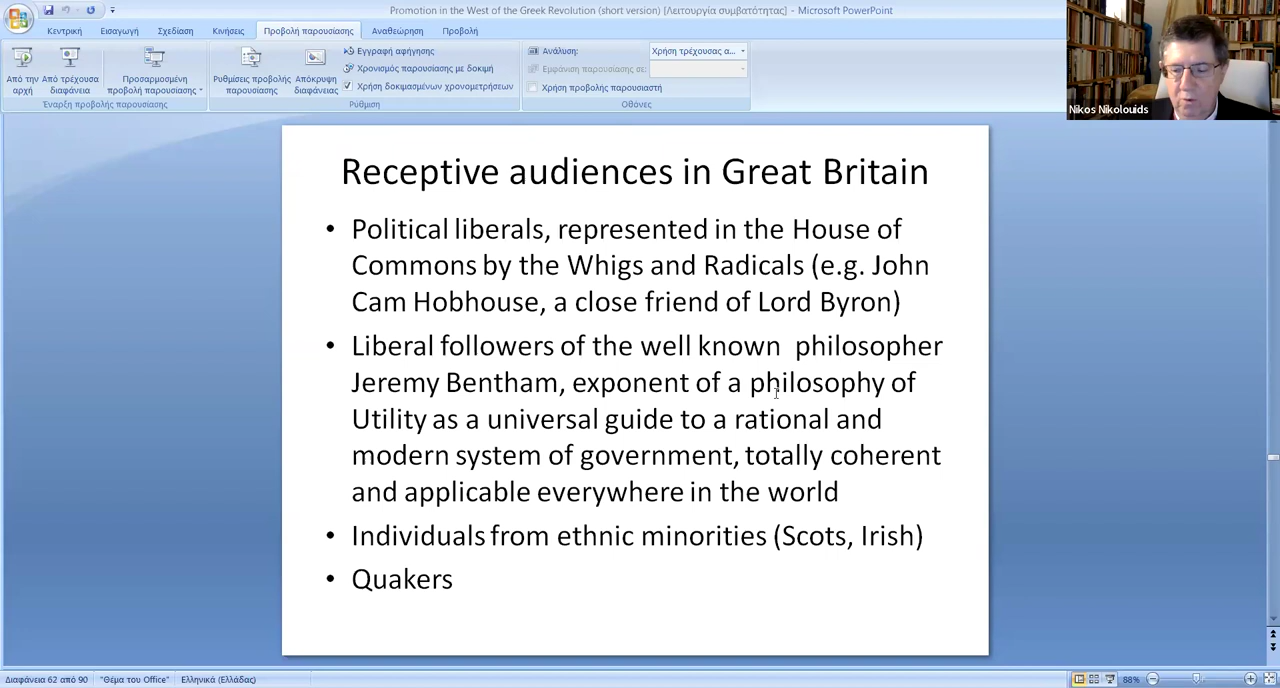 Promotion in the West of the Greek Revolution (short version) [Λειτουργία συμβατότητας] - Microsoft PowerPoint
Κεντρική Εισαγωγή Σχεδίαση Κινήσεις Προβολή παρουσίασης Αναθεώρηση Προβολή
Από την αρχή
Από τρέχουσα διαφάνεια
Προσαρμοσμένη προβολή παρουσίασης
Έναρξη προβολής παρουσίασης
Ρυθμίσεις προβολής παρουσίασης
Απόκρυψη διαφάνειας
Εγγραφή αφήγησης
Χρονισμός παρουσίασης με δοκιμή
Χρήση δοκιμασμένων χρονομετρήσεων
Ρύθμιση
Ανάλυση: Χρήση τρέχουσας α...
Εμφάνιση παρουσίασης σε:
Χρήση προβολής παρουσιαστή
Οθόνες
Nikos Nikolouids
Receptive audiences in Great Britain
• Political liberals, represented in the House of
Commons by the Whigs and Radicals (e.g. John
Cam Hobhouse, a close friend of Lord Byron)
• Liberal followers of the well known philosopher
Jeremy Bentham, exponent of a philosophy of
Utility as a universal guide to a rational and
modern system of government, totally coherent
and applicable everywhere in the world
• Individuals from ethnic minorities (Scots, Irish)
• Quakers
Διαφάνεια 62 από 90 "Θέμα του Office" Ελληνικά (Ελλάδας) 88%